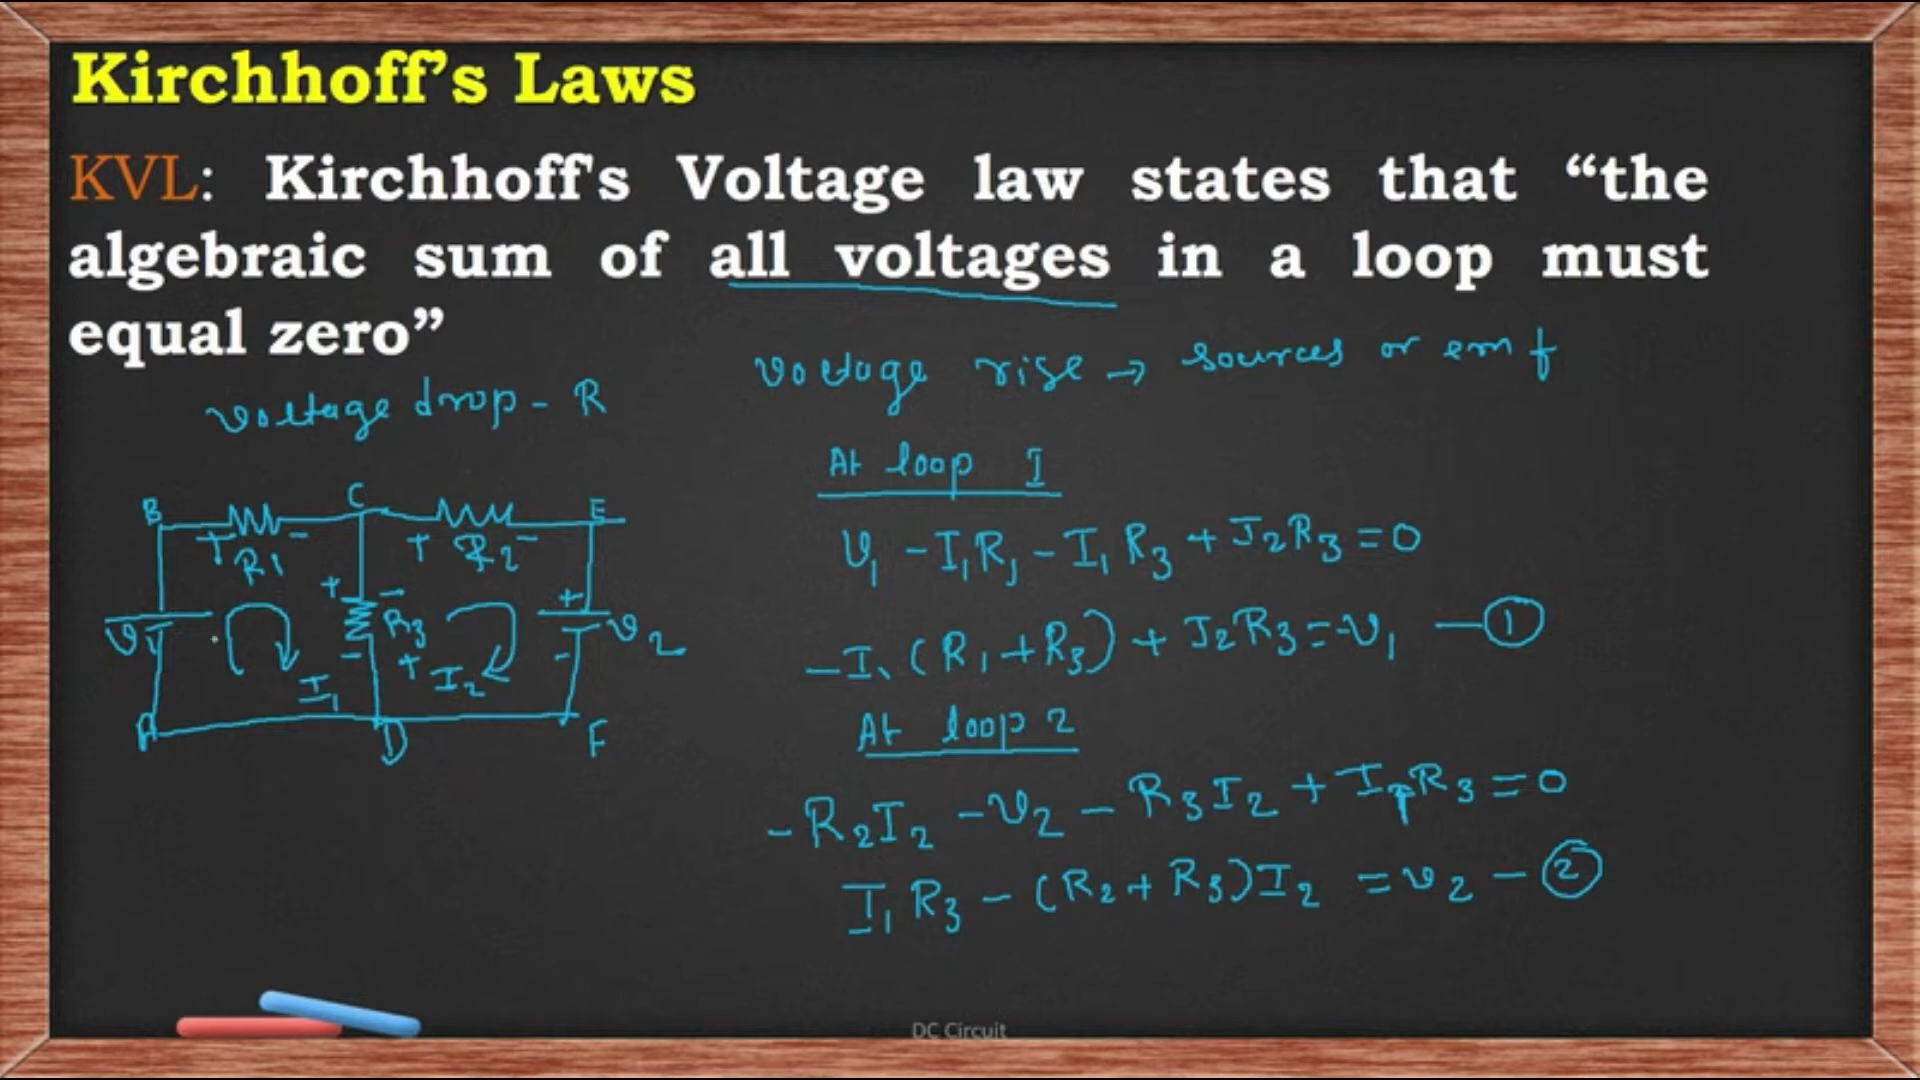 Kirchhoff's Laws
KVL: Kirchhoff's Voltage law states that “the
algebraic sum of all voltages in a loop must
equal zero”
voltage rise → sources or emf
voltage drop - R
At loop I
B C E
+ R1 - + R2 -
V1 - I1R1 - I1R3 + I2R3 = 0
+ -
R3
- +
+ V2 -
V1
I1 I2
-I1(R1+R3) + I2R3 = -V1 — ①
A D F
At loop 2
-R2I2 - V2 - R3I2 + I1R3 = 0
I1R3 - (R2+R3)I2 = V2 - ②
DC Circuit